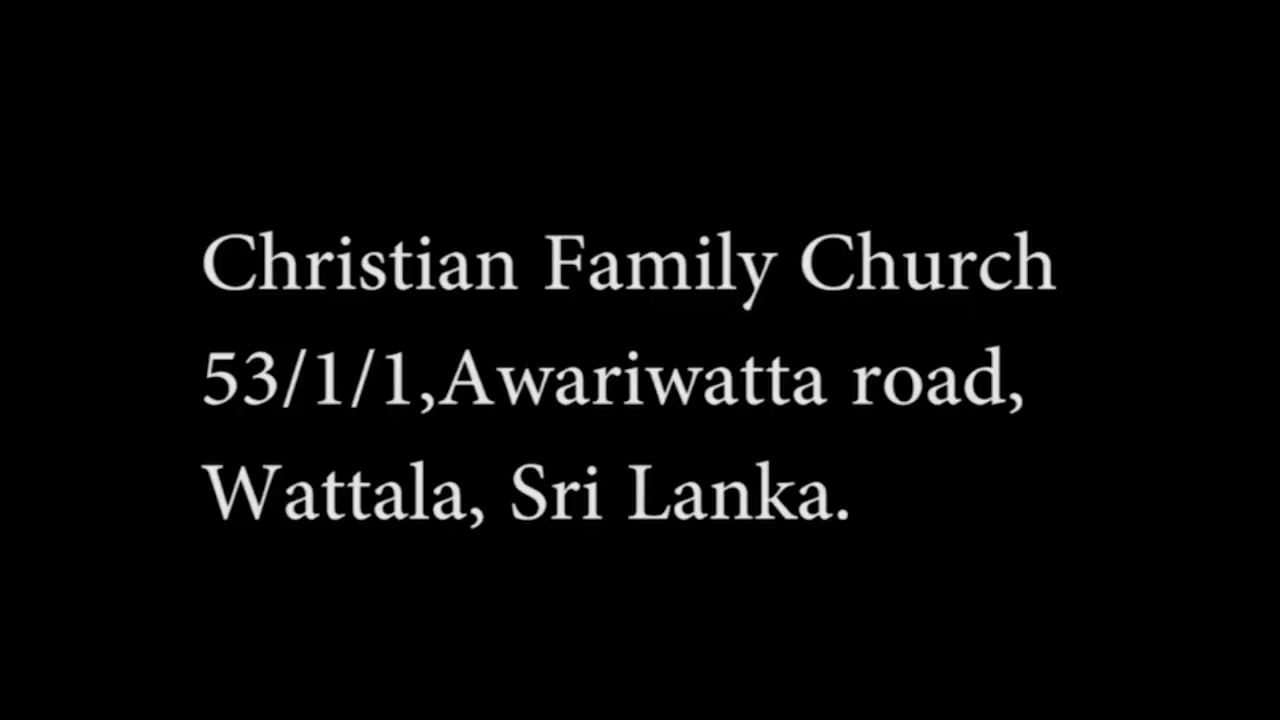 Christian Family Church
53/1/1,Awariwatta road,
Wattala, Sri Lanka.